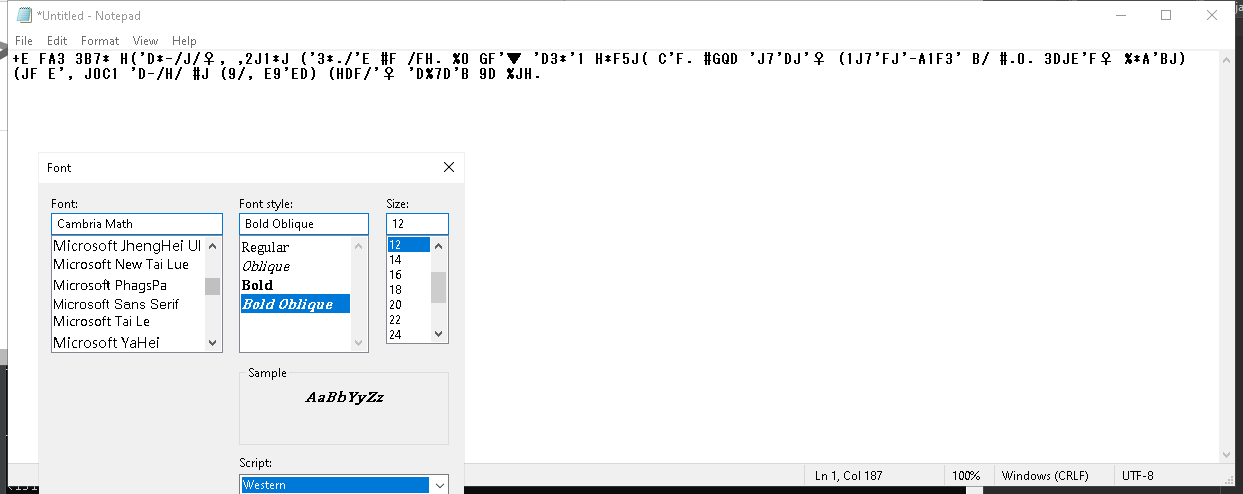 *Untitled - Notepad
File Edit Format View Help
+E FA3 3B7* H('D*-/J/♀, ,2J1*J ('3*./'E #F /FH. %0 GF'▼ 'D3*'1 H*F5J( C'F. #GQD 'J7'DJ'♀ (1J7'FJ'-A1F3' B/ #.0. 3DJE'F♀ %*A'BJ)
(JF E', JOC1 'D-/H/ #J (9/, E9'ED) (HDF/'♀ 'D%7D'B 9D %JH.
Font
Font: Font style: Size:
Cambria Math Bold Oblique 12
Microsoft JhengHei UI Regular 12
Microsoft New Tai Lue Oblique 14
Microsoft PhagsPa Bold 16
Microsoft Sans Serif Bold Oblique 18
Microsoft Tai Le 20
Microsoft YaHei 22
24
Sample
AaBbYyZz
Script:
Western
Ln 1, Col 187 100% Windows (CRLF) UTF-8